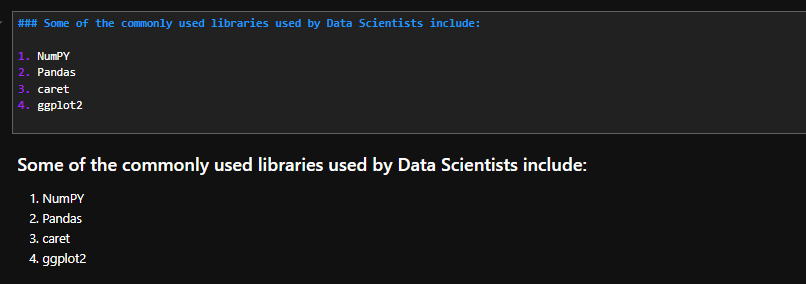 ### Some of the commonly used libraries used by Data Scientists include:
1. NumPY
2. Pandas
3. caret
4. ggplot2
Some of the commonly used libraries used by Data Scientists include:
1. NumPY
2. Pandas
3. caret
4. ggplot2